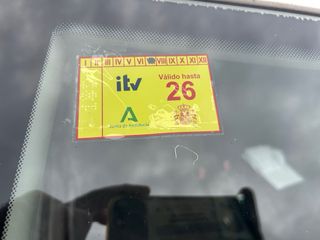 I II III IV V VI VII VIII IX X XI XII
itv
Válido hasta
26
Junta de Andalucía